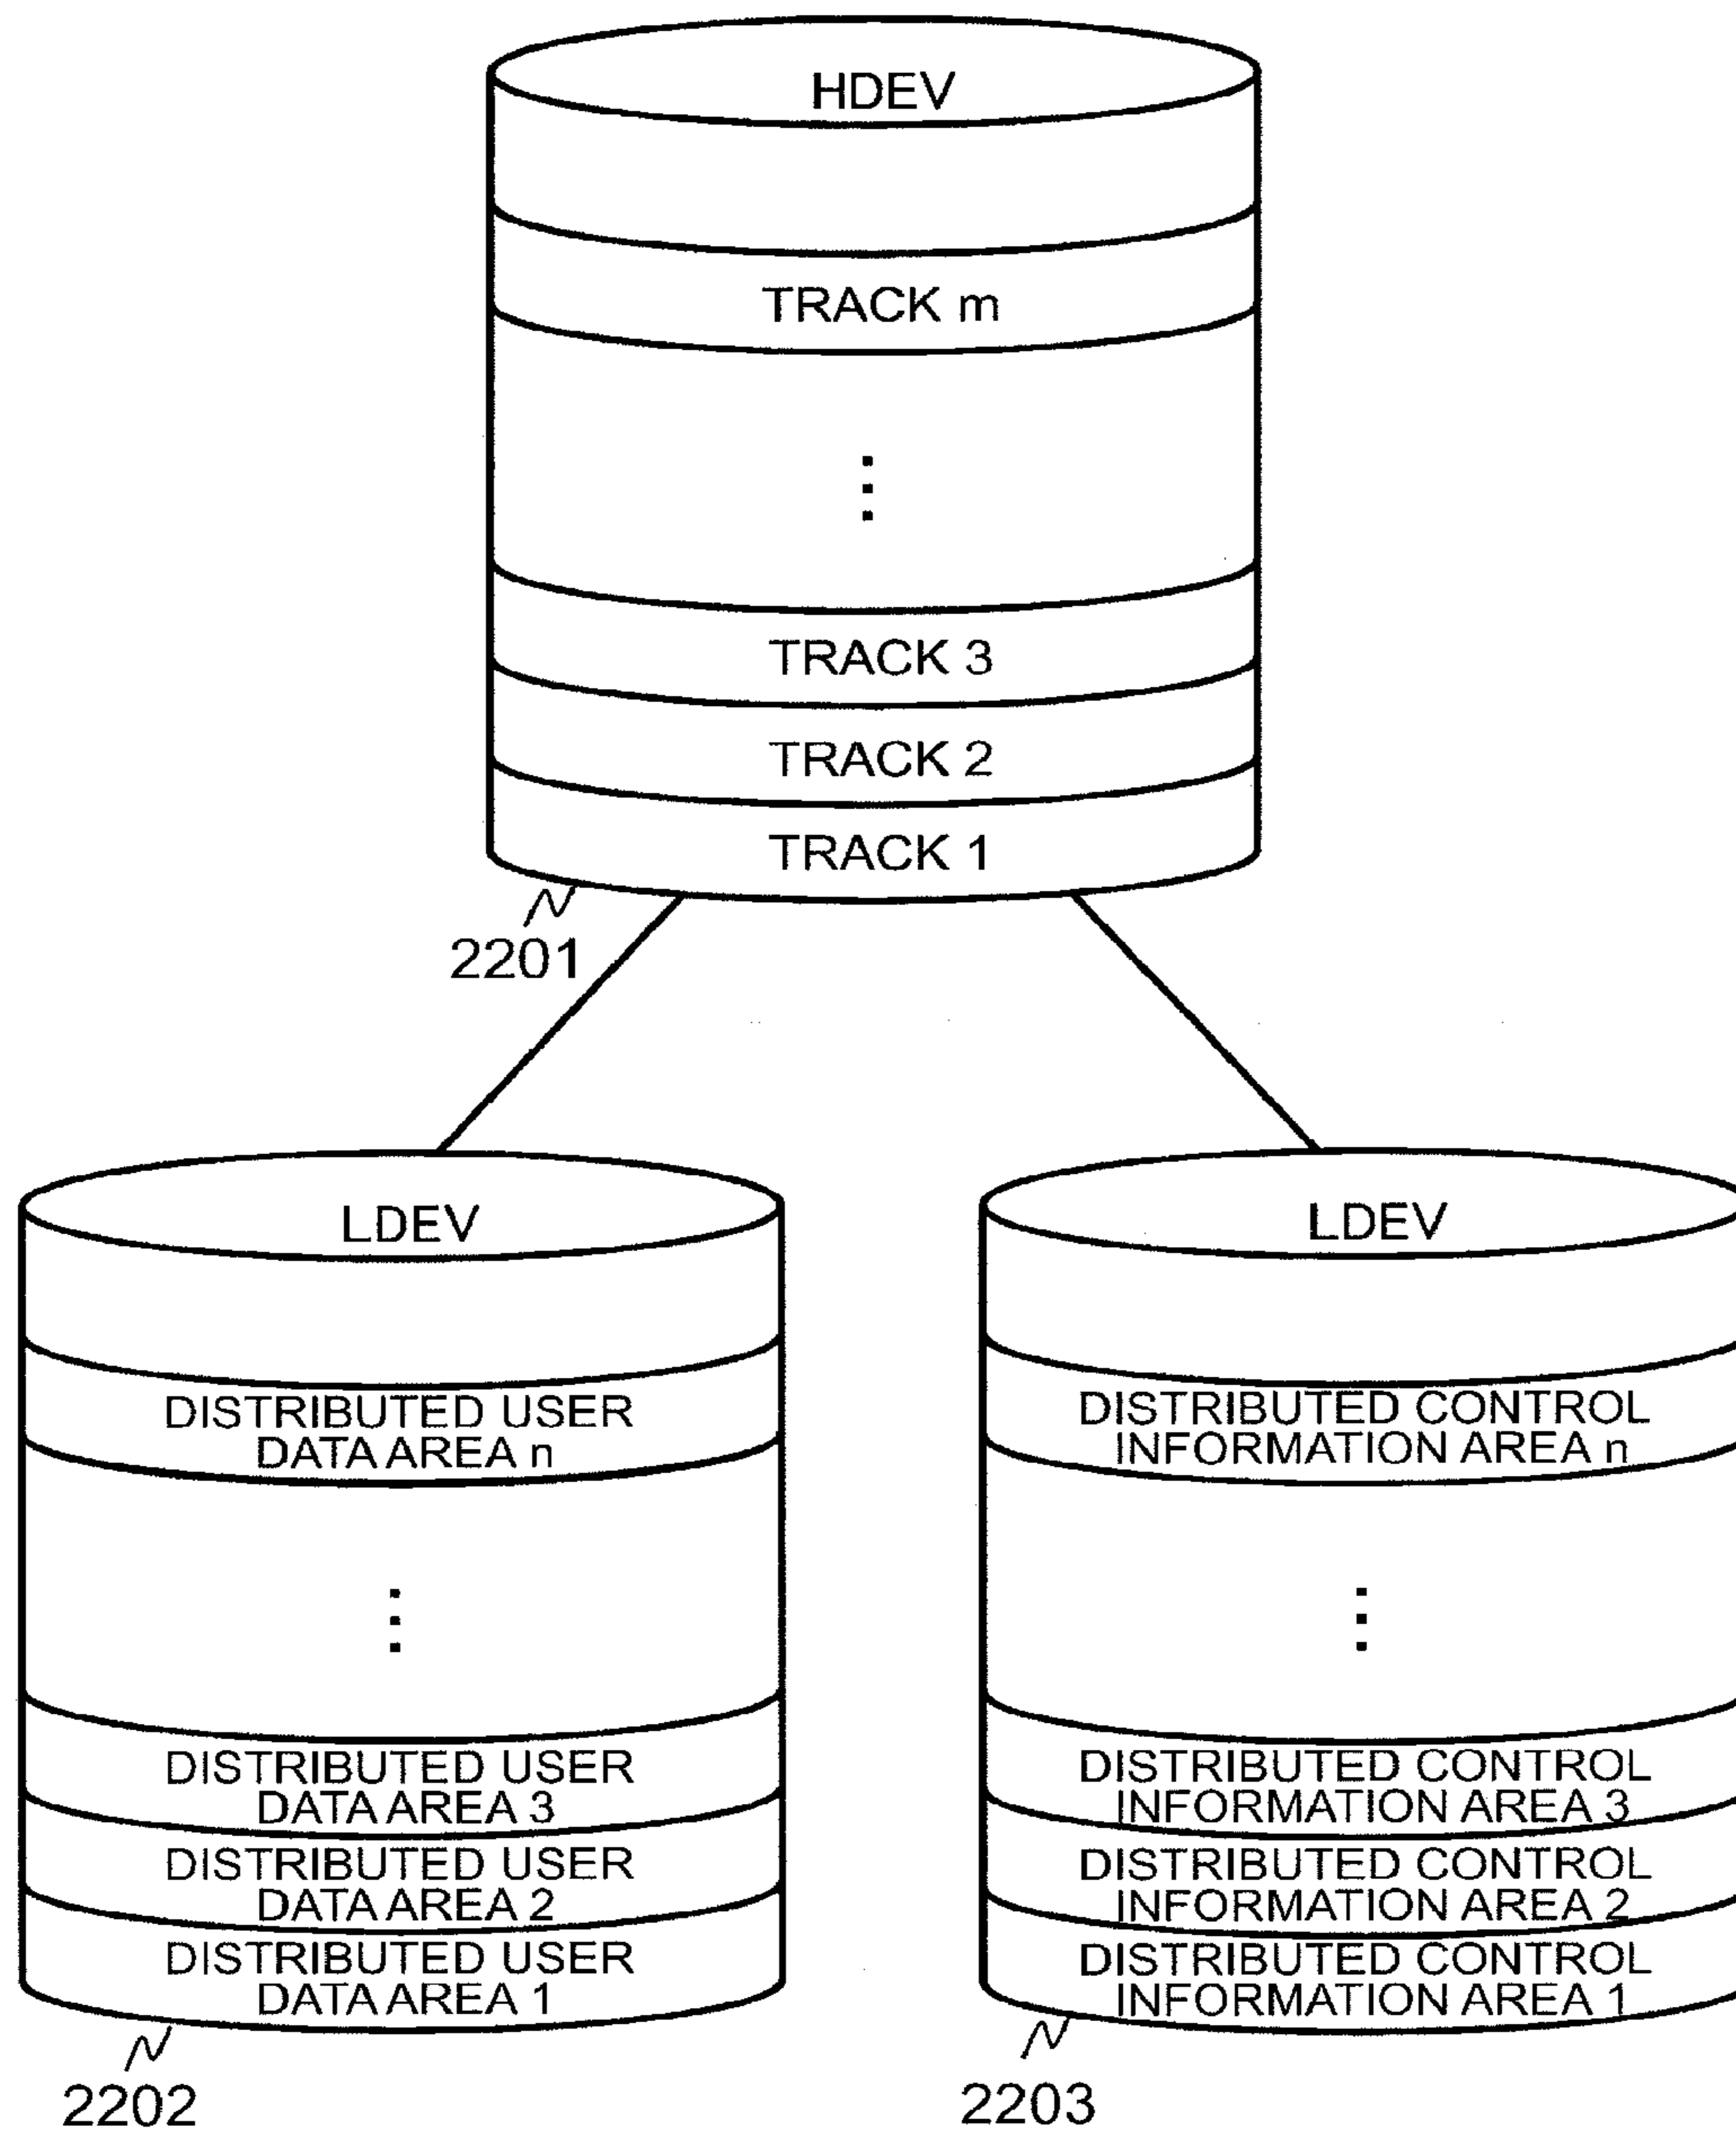 HDEV
TRACK m
⋮
TRACK 3
TRACK 2
TRACK 1
2201
LDEV
DISTRIBUTED USER
DATA AREA n
⋮
DISTRIBUTED USER
DATA AREA 3
DISTRIBUTED USER
DATA AREA 2
DISTRIBUTED USER
DATA AREA 1
2202
LDEV
DISTRIBUTED CONTROL
INFORMATION AREA n
⋮
DISTRIBUTED CONTROL
INFORMATION AREA 3
DISTRIBUTED CONTROL
INFORMATION AREA 2
DISTRIBUTED CONTROL
INFORMATION AREA 1
2203